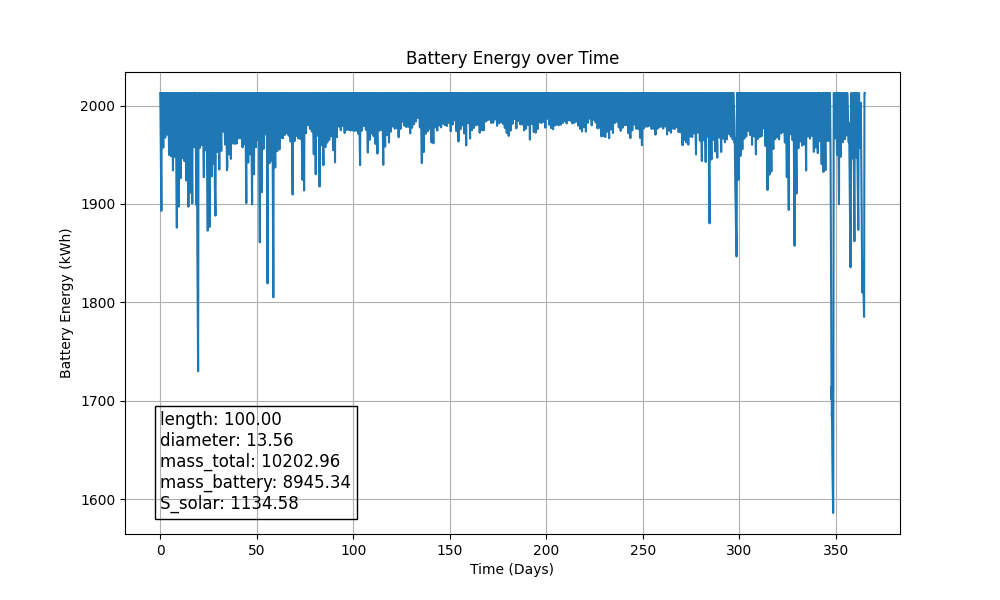 Battery Energy over Time
Battery Energy (kWh)
2000
1900
1800
1700
1600
length: 100.00
diameter: 13.56
mass_total: 10202.96
mass_battery: 8945.34
S_solar: 1134.58
0 50 100 150 200 250 300 350
Time (Days)